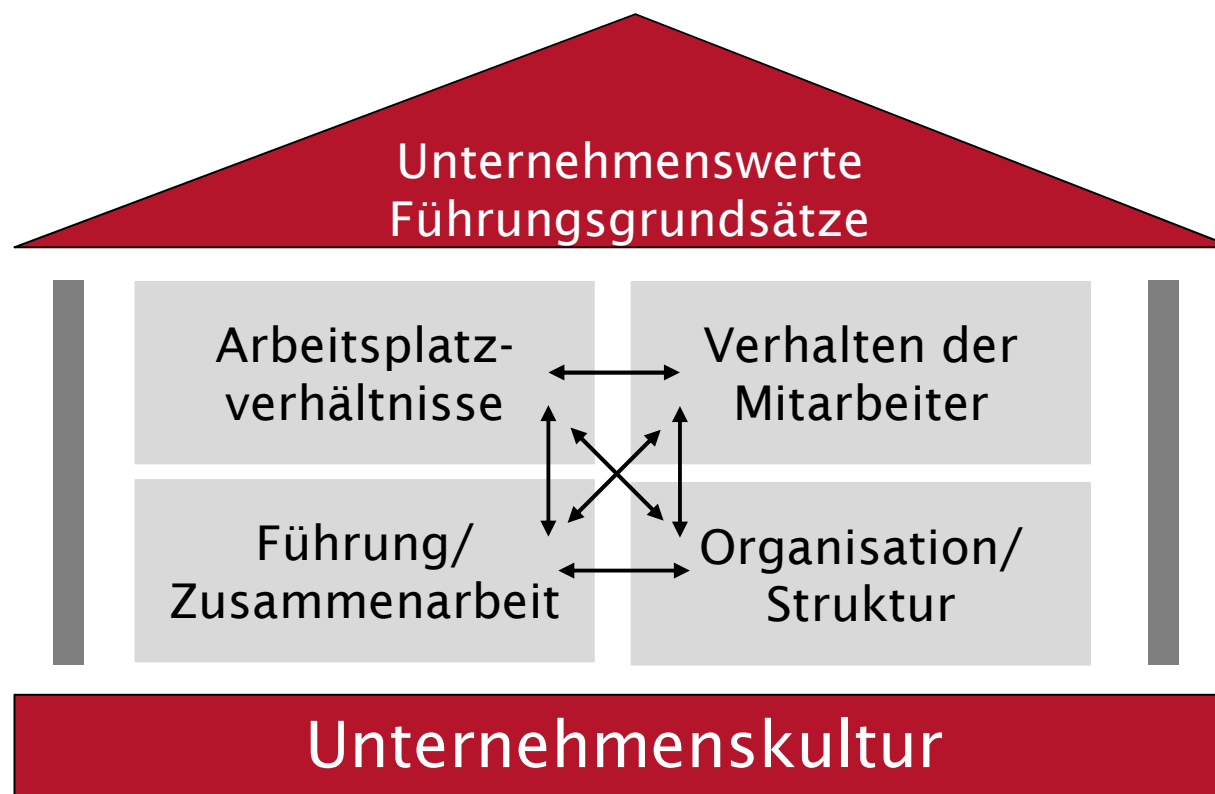 Unternehmenswerte
Führungsgrundsätze
Arbeitsplatz-
verhältnisse
Verhalten der
Mitarbeiter
Führung/
Zusammenarbeit
Organisation/
Struktur
Unternehmenskultur